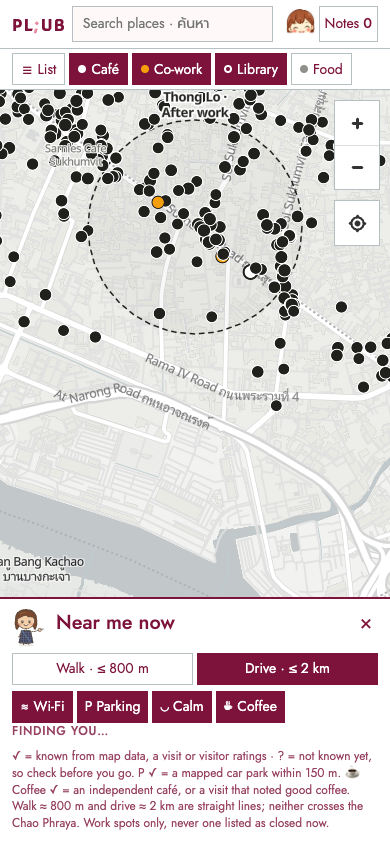 PL;UB
Search places · ค้นหา
Notes 0
≡ List
Café
Co-work
Library
Food
Thong Lo ·
After work
Samies Cafe
Sukhumvit
+
−
Rama IV Road ถนนพระรามที่ 4
At Narong Road ถนนอาจณรงค์
an Bang Kachao
บานบางกะเจา
Near me now
×
Walk · ≤ 800 m
Drive · ≤ 2 km
≈ Wi-Fi
P Parking
Calm
Coffee
FINDING YOU…
✓ = known from map data, a visit or visitor ratings · ? = not known yet,
so check before you go. P ✓ = a mapped car park within 150 m. ☕
Coffee ✓ = an independent café, or a visit that noted good coffee.
Walk ≈ 800 m and drive ≈ 2 km are straight lines; neither crosses the
Chao Phraya. Work spots only, never one listed as closed now.